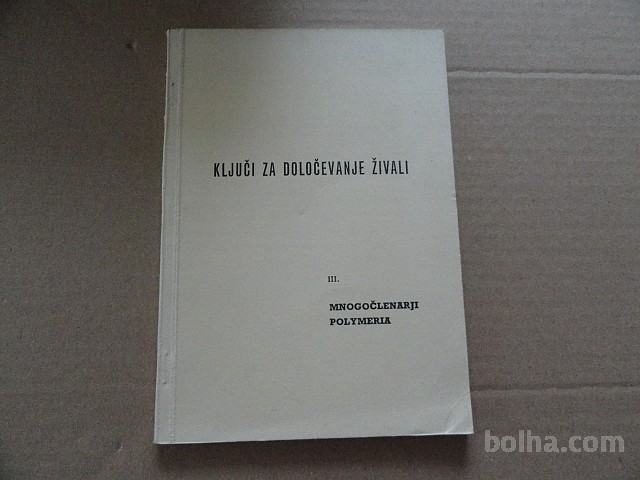 KLJUČI ZA DOLOČEVANJE ŽIVALI
III.
MNOGOČLENARJI
POLYMERIA
bolha.com